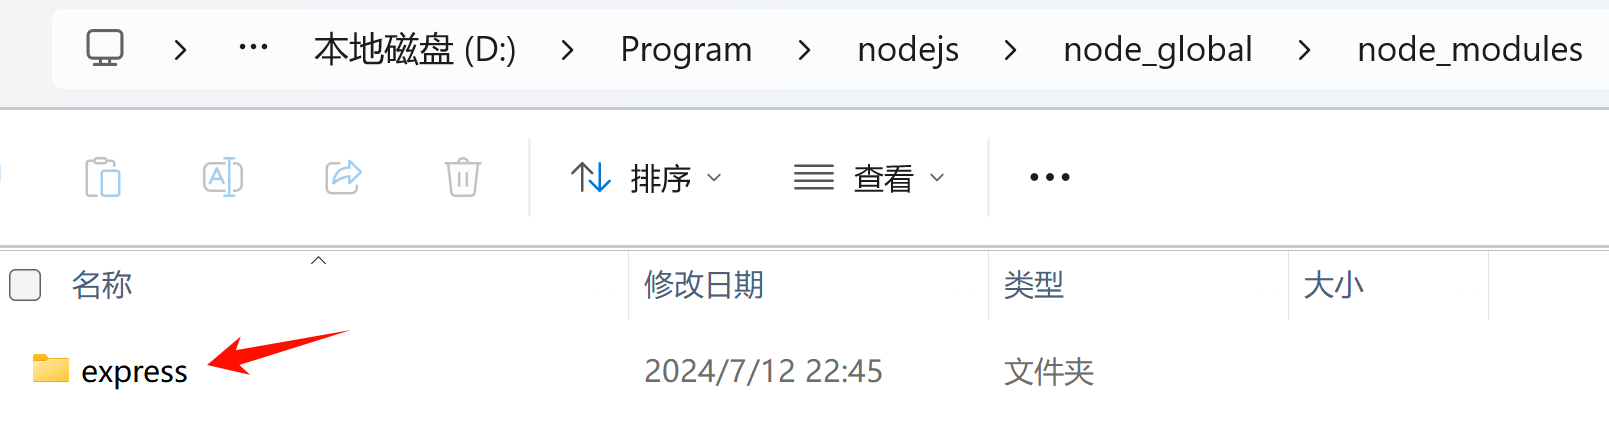 ··· 本地磁盘 (D:) > Program > nodejs > node_global > node_modules
排序 查看 ···
名称 修改日期 类型 大小
express 2024/7/12 22:45 文件夹